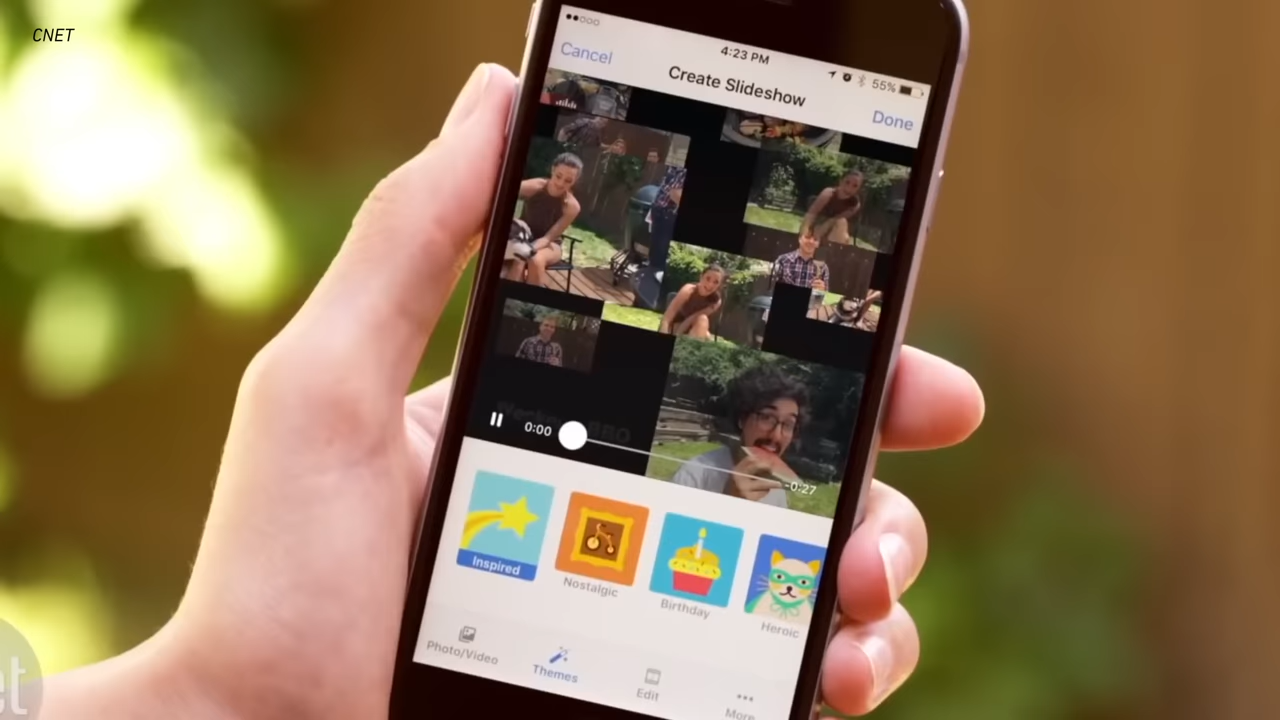 CNET
4:23 PM
55%
Cancel
Create Slideshow
Done
0:00
-0:27
Inspired
Nostalgic
Birthday
Heroic
Photo/Video
Themes
Edit
More
et